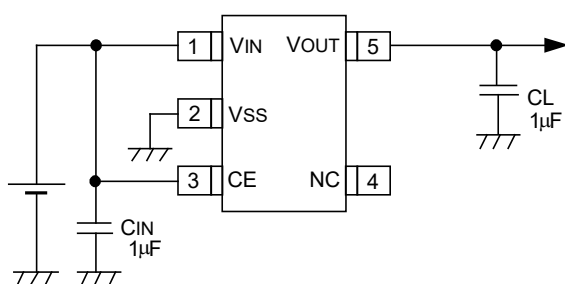 1 VIN VOUT 5
CL
1µF
2 VSS
3 CE NC 4
CIN
1µF